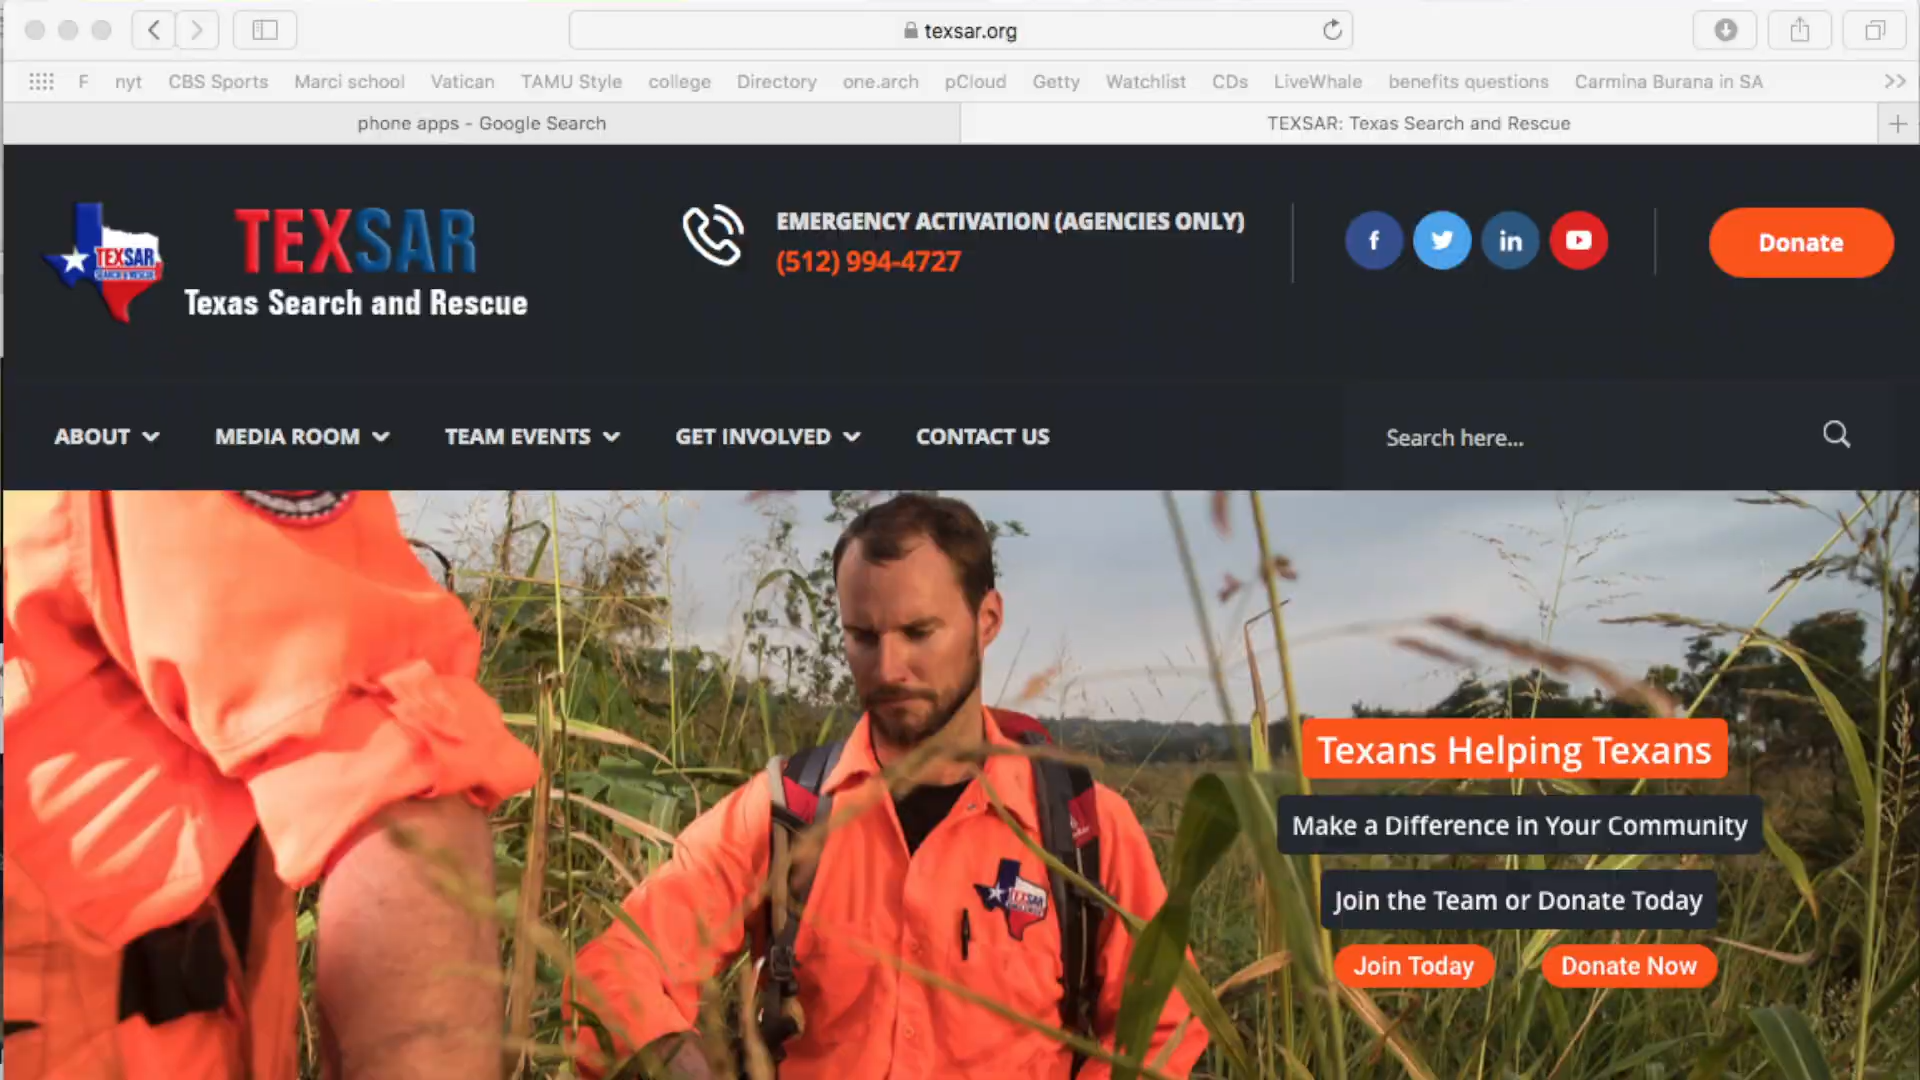 texsar.org
F nyt CBS Sports Marci school Vatican TAMU Style college Directory one.arch pCloud Getty Watchlist CDs LiveWhale benefits questions Carmina Burana in SA >>
phone apps - Google Search
TEXSAR: Texas Search and Rescue
TEXSAR
SEARCH & RESCUE
TEXSAR
Texas Search and Rescue
EMERGENCY ACTIVATION (AGENCIES ONLY)
(512) 994-4727
Donate
ABOUT MEDIA ROOM TEAM EVENTS GET INVOLVED CONTACT US
Search here...
TEXSAR
Texans Helping Texans
Make a Difference in Your Community
Join the Team or Donate Today
Join Today Donate Now